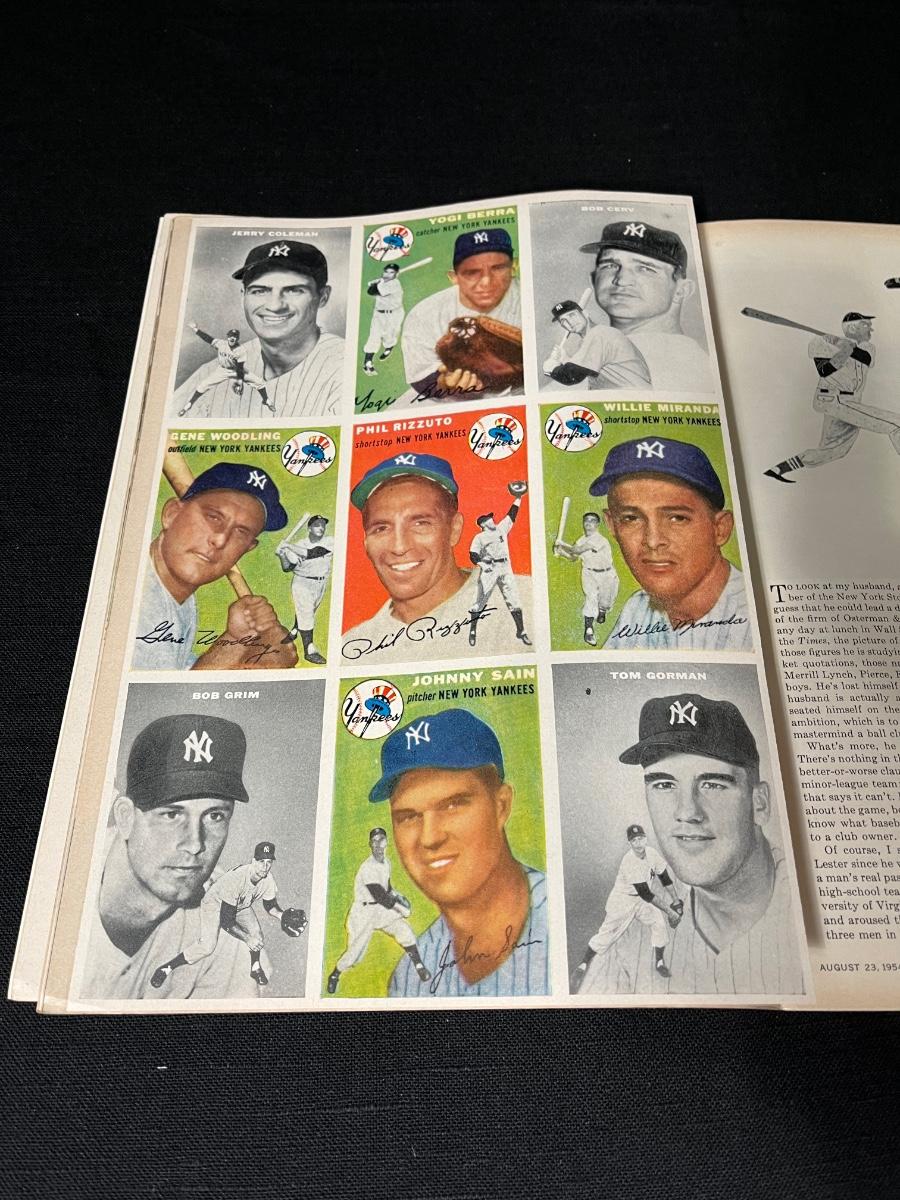 JERRY COLEMAN
YOGI BERRA
catcher NEW YORK YANKEES
Yankees
Yogi Berra
BOB CERV
GENE WOODLING
outfield NEW YORK YANKEES
Yankees
Gene Woodling
PHIL RIZZUTO
shortstop NEW YORK YANKEES
Yankees
Phil Rizzuto
WILLIE MIRANDA
shortstop NEW YORK YANKEES
Yankees
Willie Miranda
BOB GRIM
JOHNNY SAIN
pitcher NEW YORK YANKEES
Yankees
John Sain
TOM GORMAN
TO LOOK at my husband,
ber of the New York Sto
guess that he could lead a d
of the firm of Osterman &
any day at lunch in Wall
the Times, the picture of
those figures he is studyi
ket quotations, those nu
Merrill Lynch, Pierce, F
boys. He's lost himself
husband is actually a
seated himself on the
ambition, which is to
mastermind a ball cl
What's more, he
There's nothing in th
better-or-worse clau
minor-league team
that says it can't. I
about the game, be
know what baseb
to a club owner.
Of course, I s
Lester since he w
a man's real pas
high-school tea
versity of Virg
and aroused t
three men in
AUGUST 23, 1954